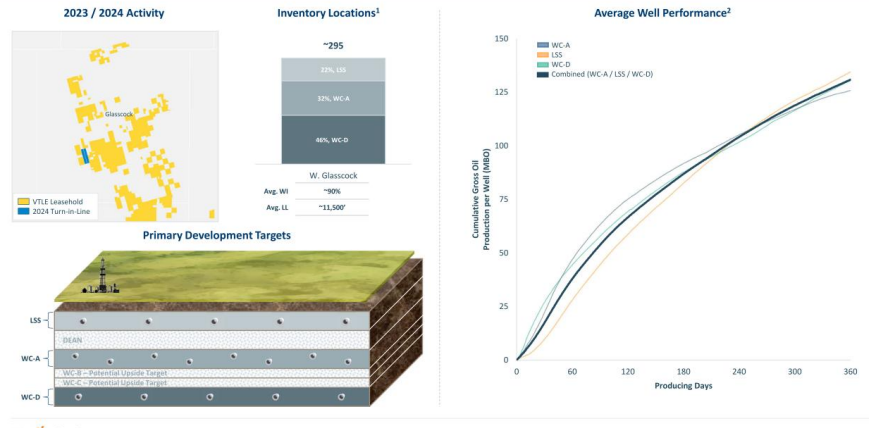 2023 / 2024 Activity
Glasscock
VTLE Leasehold
2024 Turn-in-Line
Inventory Locations1
~295
22%, LSS
32%, WC-A
46%, WC-D
W. Glasscock
Avg. WI ~90%
Avg. LL ~11,500'
Primary Development Targets
LSS
DEAN
WC-A
WC-B – Potential Upside Target
WC-C – Potential Upside Target
WC-D
Average Well Performance2
WC-A
LSS
WC-D
Combined (WC-A / LSS / WC-D)
Cumulative Gross Oil
Production per Well (MBO)
150
125
100
75
50
25
0
0 60 120 180 240 300 360
Producing Days